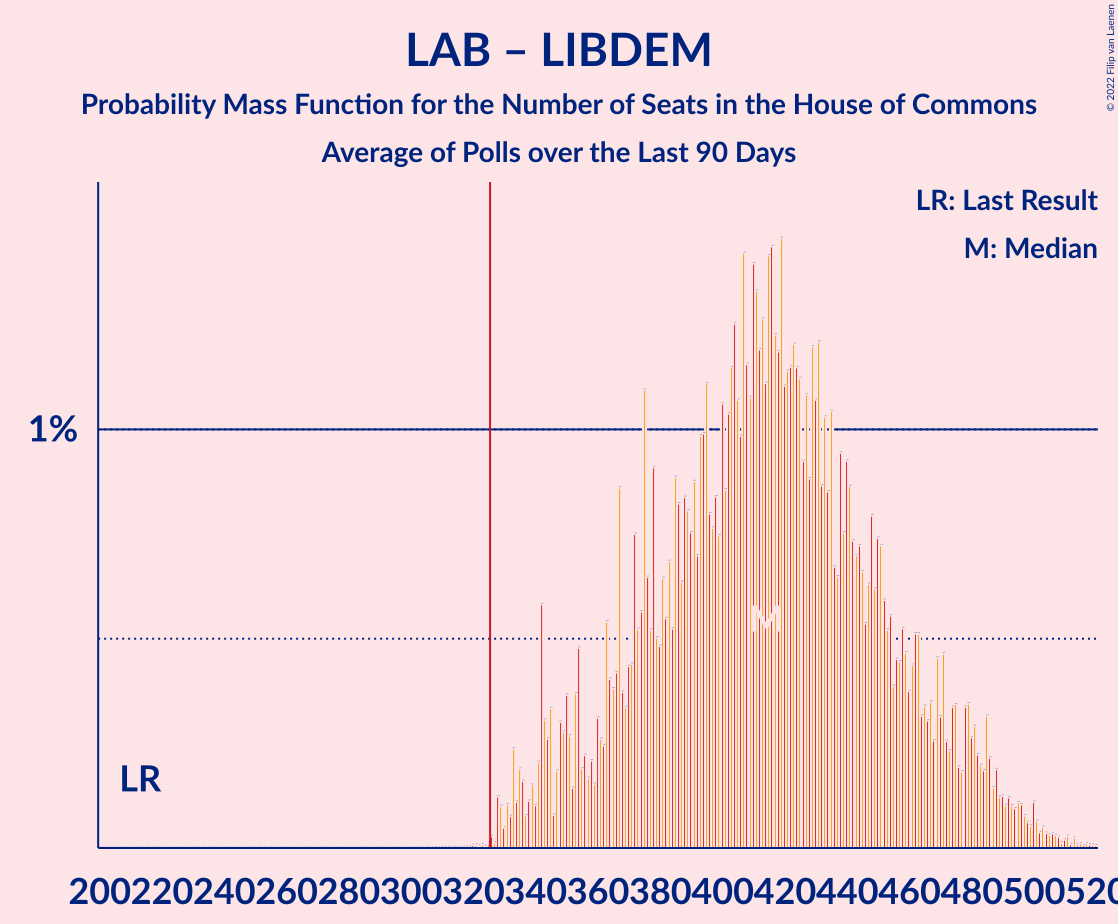 © 2022 Filip van Laenen
LAB – LIBDEM
Probability Mass Function for the Number of Seats in the House of Commons
Average of Polls over the Last 90 Days
LR: Last Result
M: Median
1%
M
LR
200220240260280300320340360380400420440460480500520